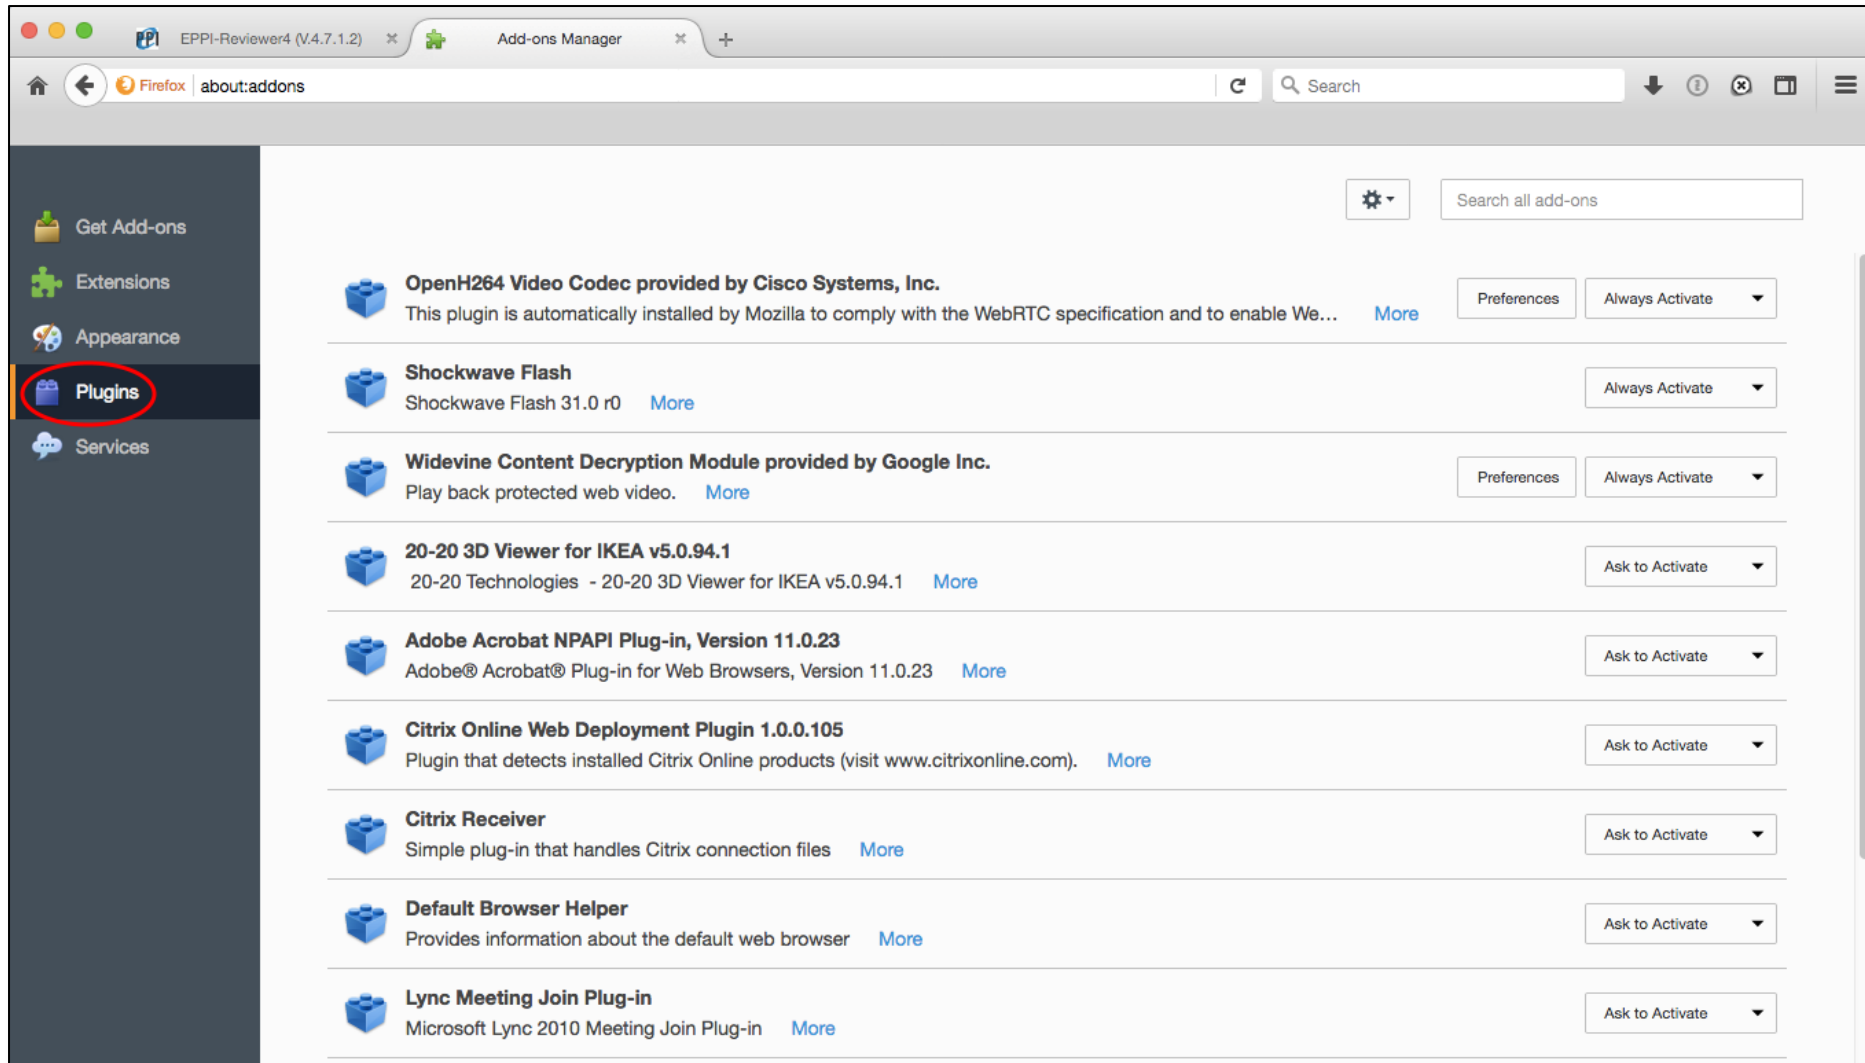 EPPI EPPI-Reviewer4 (V.4.7.1.2) Add-ons Manager
Firefox about:addons Search
Search all add-ons
Get Add-ons
Extensions
Appearance
Plugins
Services
OpenH264 Video Codec provided by Cisco Systems, Inc.
This plugin is automatically installed by Mozilla to comply with the WebRTC specification and to enable We... More
Preferences Always Activate
Shockwave Flash
Shockwave Flash 31.0 r0 More
Always Activate
Widevine Content Decryption Module provided by Google Inc.
Play back protected web video. More
Preferences Always Activate
20-20 3D Viewer for IKEA v5.0.94.1
20-20 Technologies - 20-20 3D Viewer for IKEA v5.0.94.1 More
Ask to Activate
Adobe Acrobat NPAPI Plug-in, Version 11.0.23
Adobe® Acrobat® Plug-in for Web Browsers, Version 11.0.23 More
Ask to Activate
Citrix Online Web Deployment Plugin 1.0.0.105
Plugin that detects installed Citrix Online products (visit www.citrixonline.com). More
Ask to Activate
Citrix Receiver
Simple plug-in that handles Citrix connection files More
Ask to Activate
Default Browser Helper
Provides information about the default web browser More
Ask to Activate
Lync Meeting Join Plug-in
Microsoft Lync 2010 Meeting Join Plug-in More
Ask to Activate